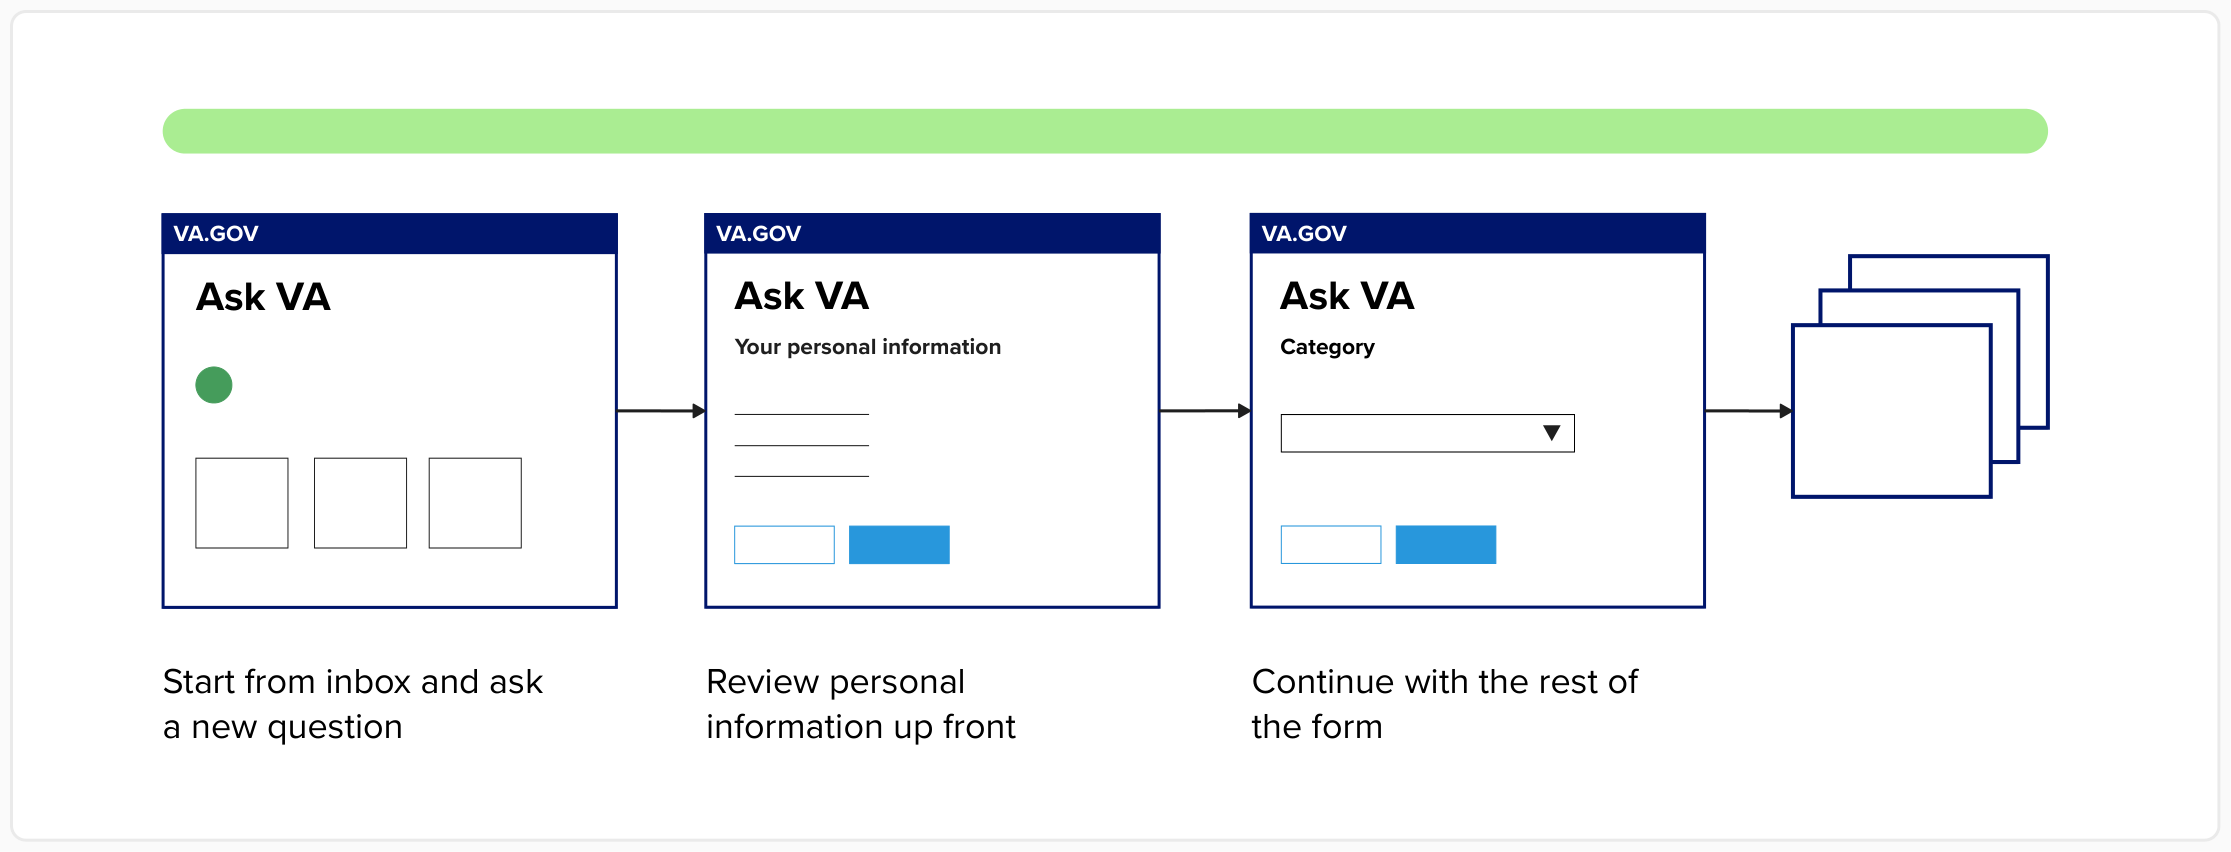 VA.GOV
Ask VA
VA.GOV
Ask VA
Your personal information
VA.GOV
Ask VA
Category
Start from inbox and ask
a new question
Review personal
information up front
Continue with the rest of
the form